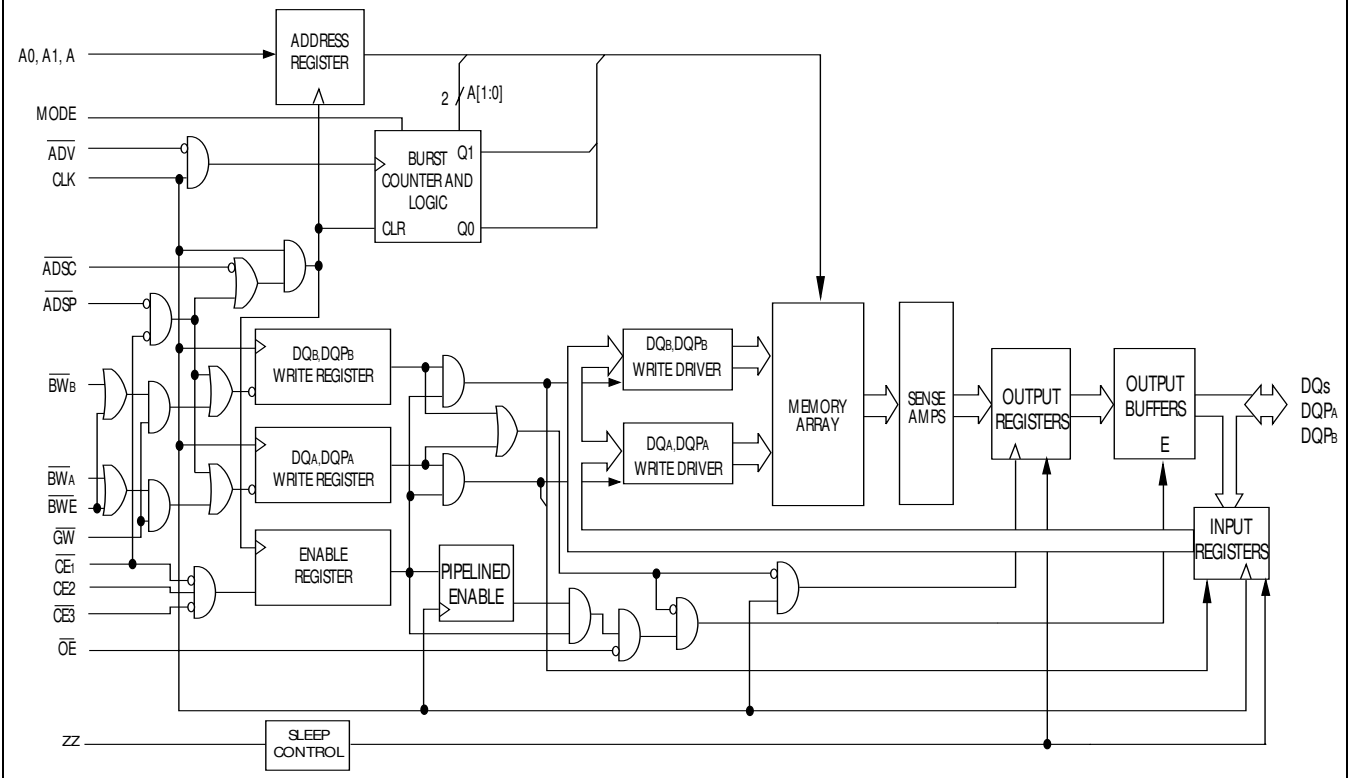 A0, A1, A
MODE
ADV
CLK
ADSC
ADSP
BWB
BWA
BWE
GW
CE1
CE2
CE3
OE
ZZ
ADDRESS
REGISTER
2
A[1:0]
BURST
COUNTER AND
LOGIC
Q1
CLR
Q0
DQB,DQPB
WRITE REGISTER
DQA,DQPA
WRITE REGISTER
ENABLE
REGISTER
PIPELINED
ENABLE
SLEEP
CONTROL
DQB,DQPB
WRITE DRIVER
DQA,DQPA
WRITE DRIVER
MEMORY
ARRAY
SENSE
AMPS
OUTPUT
REGISTERS
OUTPUT
BUFFERS
E
INPUT
REGISTERS
DQs
DQPA
DQPB